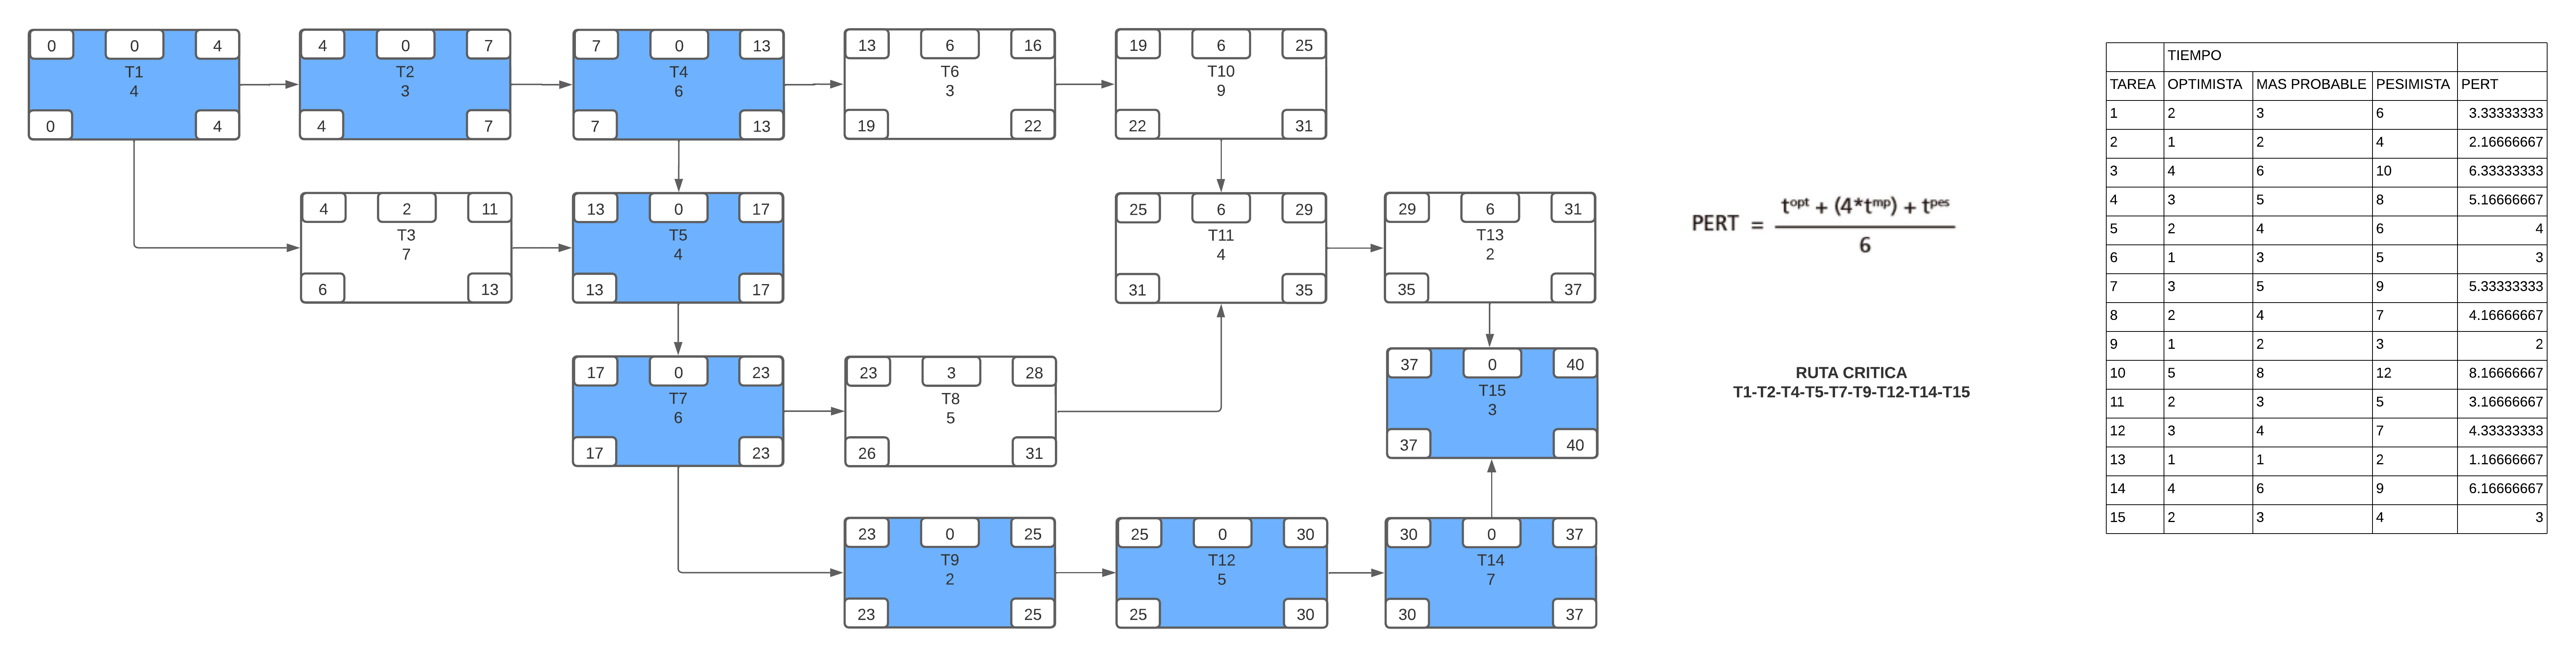 0 0 4
T1
4
0 4
4 0 7
T2
3
4 7
7 0 13
T4
6
7 13
13 6 16
T6
3
19 22
19 6 25
T10
9
22 31
4 2 11
T3
7
6 13
13 0 17
T5
4
13 17
25 6 29
T11
4
31 35
29 6 31
T13
2
35 37
17 0 23
T7
6
17 23
23 3 28
T8
5
26 31
37 0 40
T15
3
37 40
23 0 25
T9
2
23 25
25 0 30
T12
5
25 30
30 0 37
T14
7
30 37
PERT = tᵒᵖᵗ + (4*tᵐᵖ) + tᵖᵉˢ
6
RUTA CRITICA
T1-T2-T4-T5-T7-T9-T12-T14-T15
TIEMPO
TAREA OPTIMISTA MAS PROBABLE PESIMISTA PERT
1 2 3 6 3.33333333
2 1 2 4 2.16666667
3 4 6 10 6.33333333
4 3 5 8 5.16666667
5 2 4 6 4
6 1 3 5 3
7 3 5 9 5.33333333
8 2 4 7 4.16666667
9 1 2 3 2
10 5 8 12 8.16666667
11 2 3 5 3.16666667
12 3 4 7 4.33333333
13 1 1 2 1.16666667
14 4 6 9 6.16666667
15 2 3 4 3